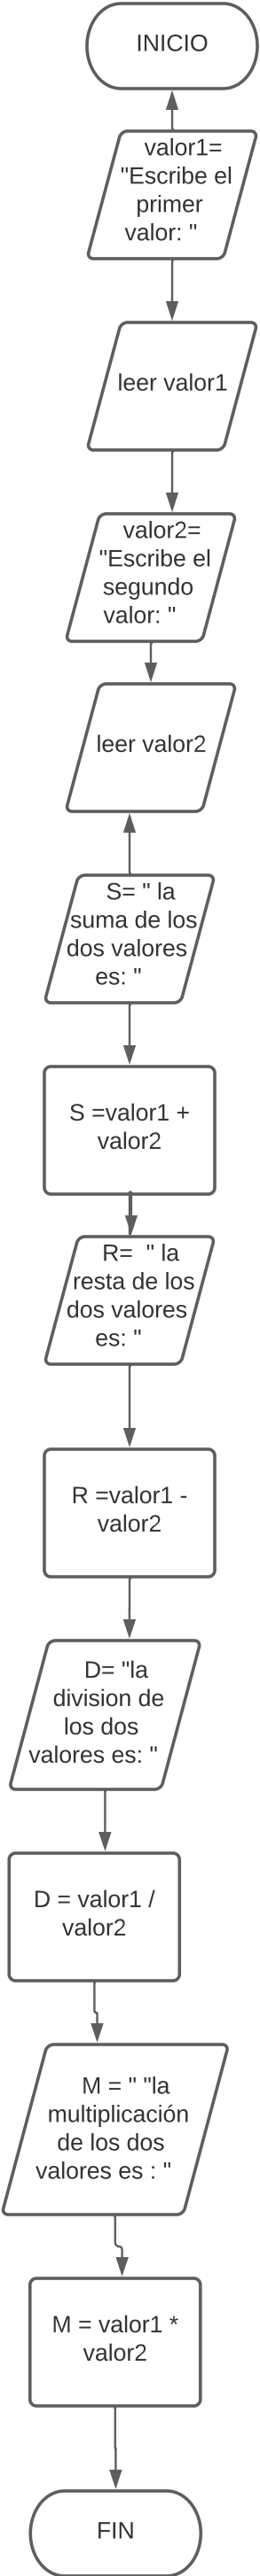 INICIO
valor1=
"Escribe el
primer
valor: "
leer valor1
valor2=
"Escribe el
segundo
valor: "
leer valor2
S= " la
suma de los
dos valores
es: "
S =valor1 +
valor2
R=  " la
resta de los
dos valores
es: "
R =valor1 -
valor2
D= "la
division de
los dos
valores es: "
D = valor1 /
valor2
M = " "la
multiplicación
de los dos
valores es : "
M = valor1 *
valor2
FIN